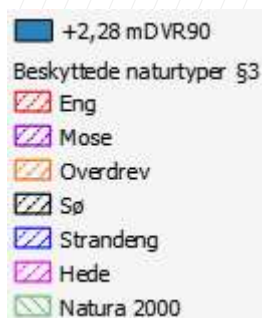 +2,28 mDVR90
Beskyttede naturtyper §3
Eng
Mose
Overdrev
Sø
Strandeng
Hede
Natura 2000